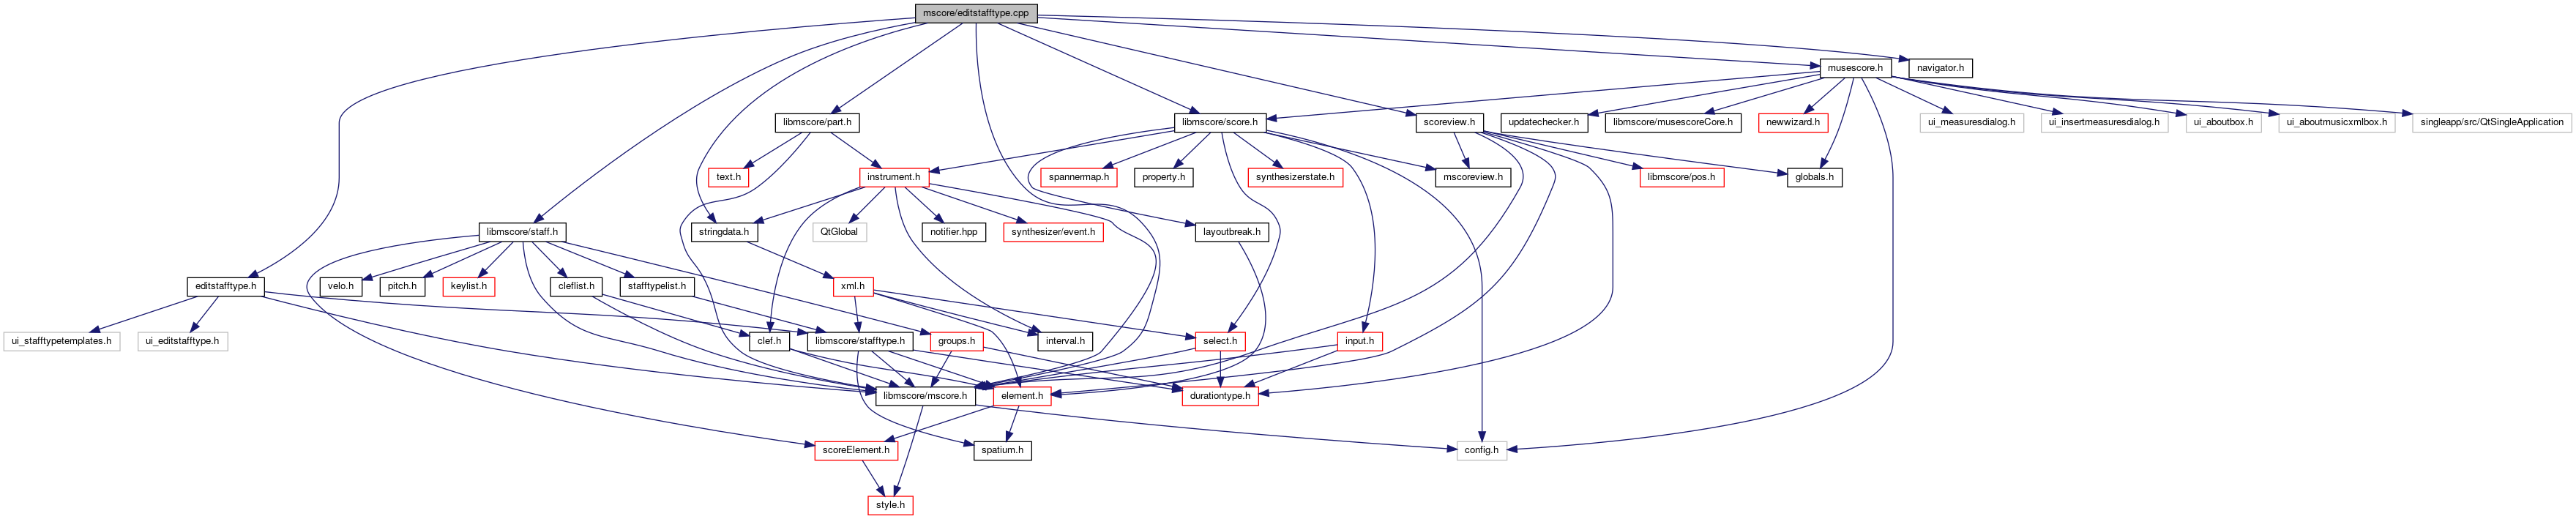 mscore/editstafftype.cpp
musescore.h
navigator.h
libmscore/part.h
libmscore/score.h
scoreview.h
updatechecker.h
libmscore/musescoreCore.h
newwizard.h
ui_measuresdialog.h
ui_insertmeasuresdialog.h
ui_aboutbox.h
ui_aboutmusicxmlbox.h
singleapp/src/QtSingleApplication
text.h
instrument.h
spannermap.h
property.h
synthesizerstate.h
mscoreview.h
libmscore/pos.h
globals.h
libmscore/staff.h
stringdata.h
QtGlobal
notifier.hpp
synthesizer/event.h
layoutbreak.h
editstafftype.h
velo.h
pitch.h
keylist.h
cleflist.h
stafftypelist.h
xml.h
ui_stafftypetemplates.h
ui_editstafftype.h
clef.h
libmscore/stafftype.h
groups.h
interval.h
select.h
input.h
libmscore/mscore.h
element.h
durationtype.h
scoreElement.h
spatium.h
config.h
style.h